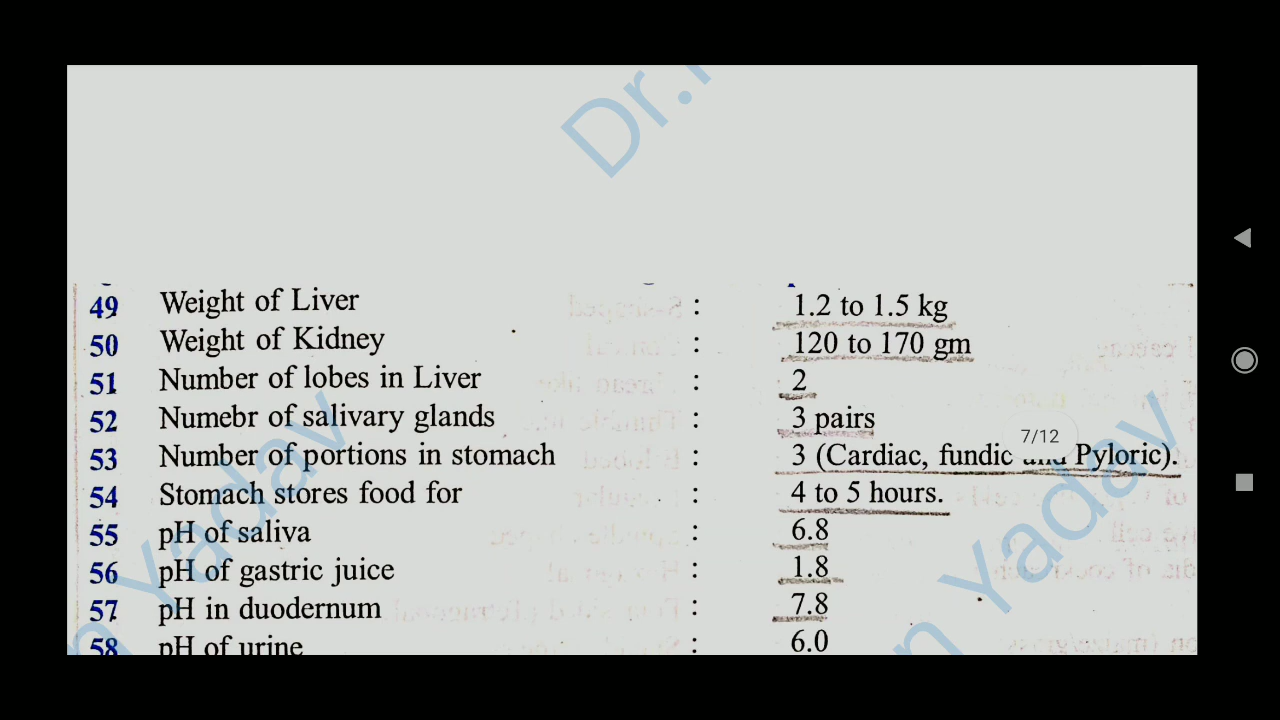 Dr.
49 Weight of Liver : 1.2 to 1.5 kg
50 Weight of Kidney : 120 to 170 gm
51 Number of lobes in Liver : 2
52 Numebr of salivary glands : 3 pairs
53 Number of portions in stomach : 3 (Cardiac, fundic and Pyloric).
54 Stomach stores food for : 4 to 5 hours.
55 pH of saliva : 6.8
56 pH of gastric juice : 1.8
57 pH in duodernum : 7.8
58 pH of urine : 6.0
7/12
Yadav
Yadav